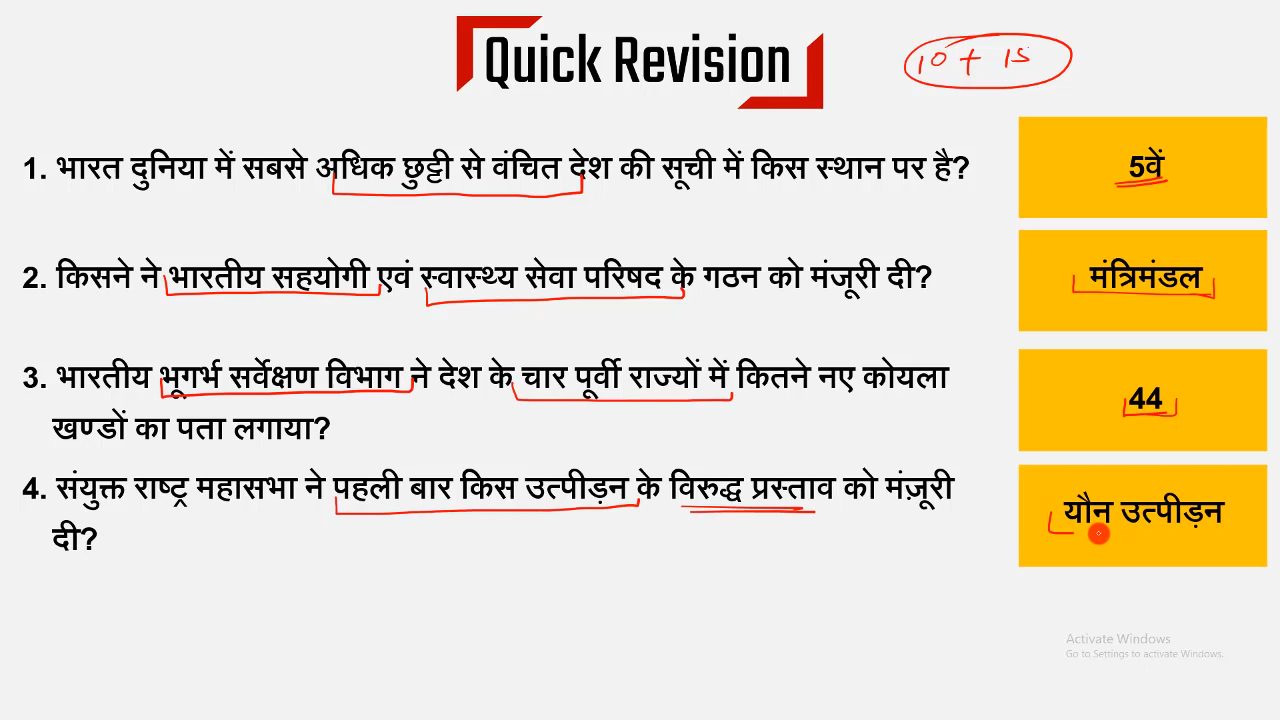 Quick Revision
10 + 15
1. भारत दुनिया में सबसे अधिक छुट्टी से वंचित देश की सूची में किस स्थान पर है?
5वें
2. किसने ने भारतीय सहयोगी एवं स्वास्थ्य सेवा परिषद के गठन को मंजूरी दी?
मंत्रिमंडल
3. भारतीय भूगर्भ सर्वेक्षण विभाग ने देश के चार पूर्वी राज्यों में कितने नए कोयला
खण्डों का पता लगाया?
44
4. संयुक्त राष्ट्र महासभा ने पहली बार किस उत्पीड़न के विरुद्ध प्रस्ताव को मंज़ूरी
दी?
यौन उत्पीड़न
Activate Windows
Go to Settings to activate Windows.